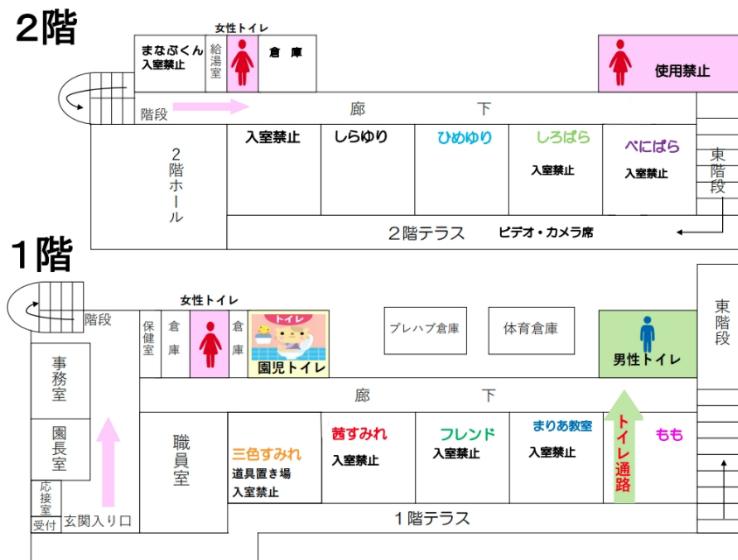 2階
女性トイレ
まなぶくん
入室禁止
給湯室
倉庫
使用禁止
階段
廊下
2階ホール
入室禁止
しらゆり
ひめゆり
しろばら
入室禁止
べにばら
入室禁止
東階段
2階テラス
ビデオ・カメラ席
1階
女性トイレ
階段
保健室
倉庫
倉庫
トイレ
園児トイレ
プレハブ倉庫
体育倉庫
男性トイレ
東階段
事務室
園長室
応接室
受付
玄関入り口
廊下
職員室
三色すみれ
道具置き場
入室禁止
茜すみれ
入室禁止
フレンド
入室禁止
まりあ教室
入室禁止
トイレ通路
もも
1階テラス